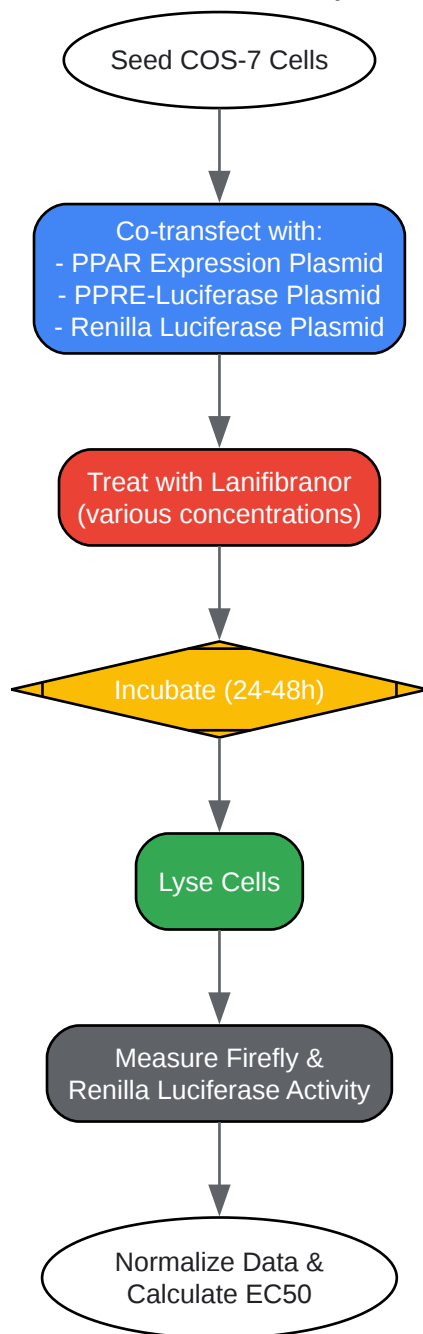 Seed COS-7 Cells
Co-transfect with:
- PPAR Expression Plasmid
- PPRE-Luciferase Plasmid
- Renilla Luciferase Plasmid
Treat with Lanifibranor
(various concentrations)
Incubate (24-48h)
Lyse Cells
Measure Firefly &
Renilla Luciferase Activity
Normalize Data &
Calculate EC50